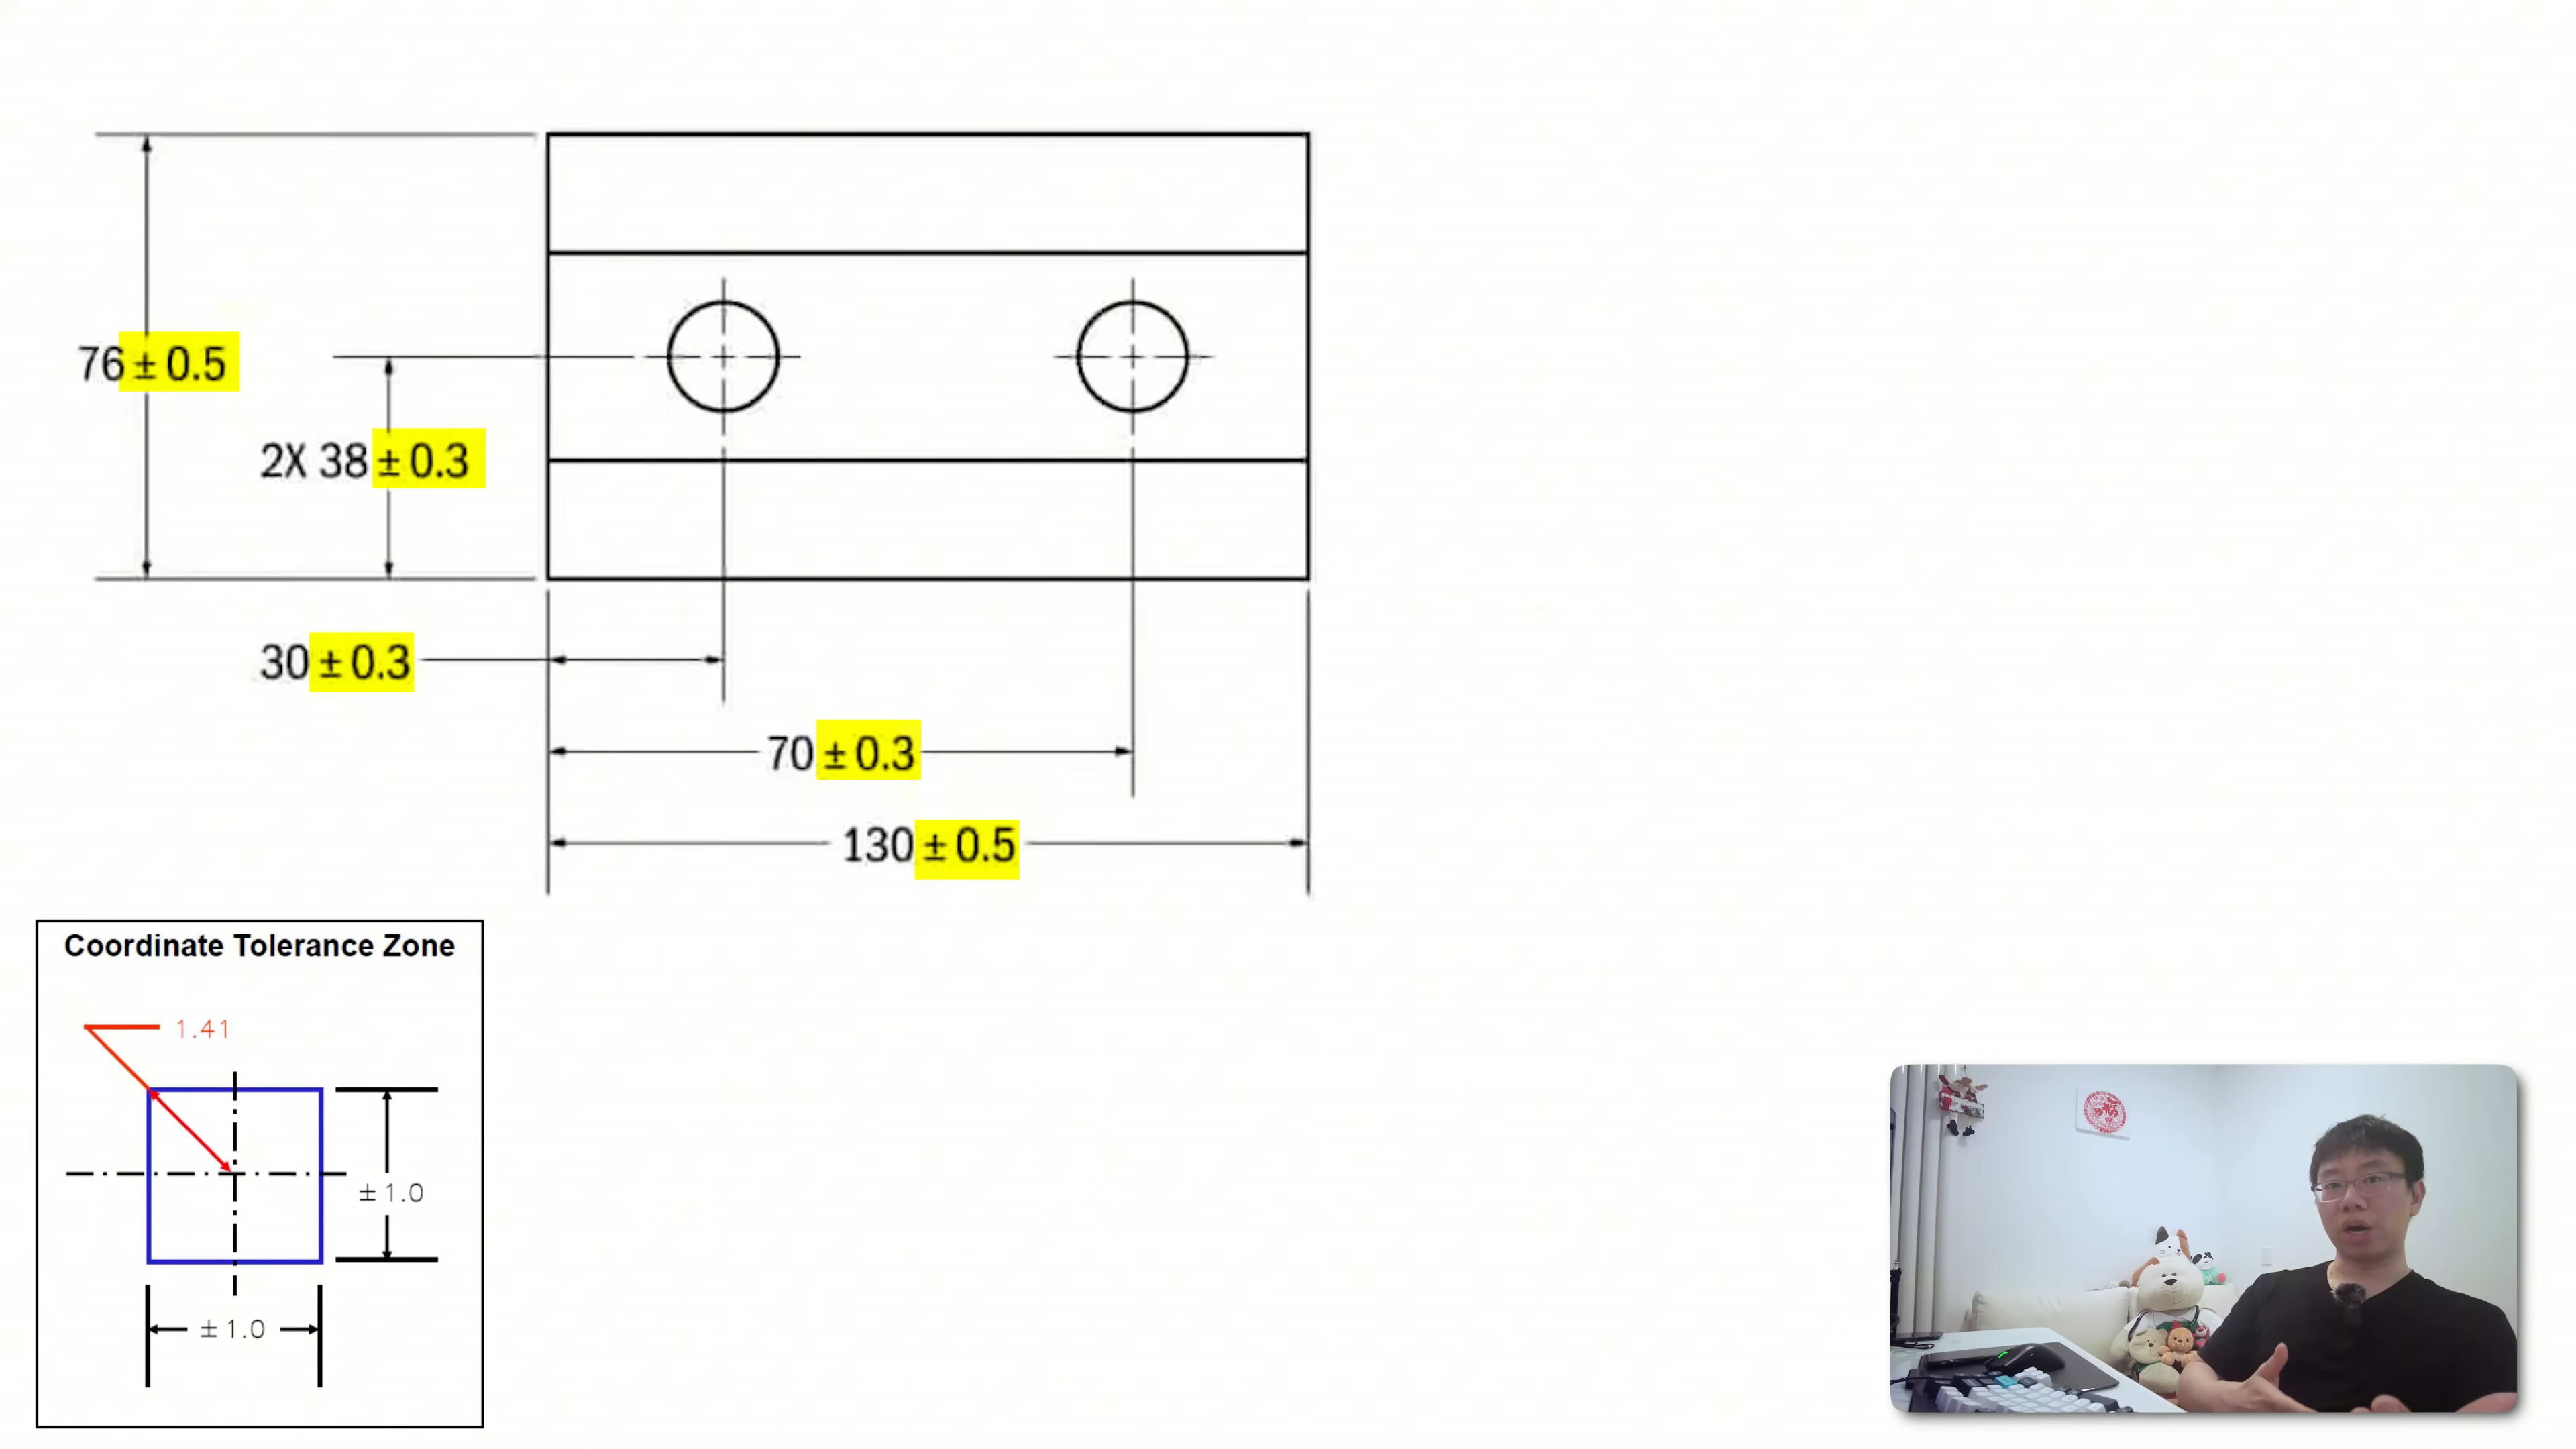 76 ± 0.5
2X 38 ± 0.3
30 ± 0.3
70 ± 0.3
130 ± 0.5
Coordinate Tolerance Zone
1.41
± 1.0
± 1.0
福